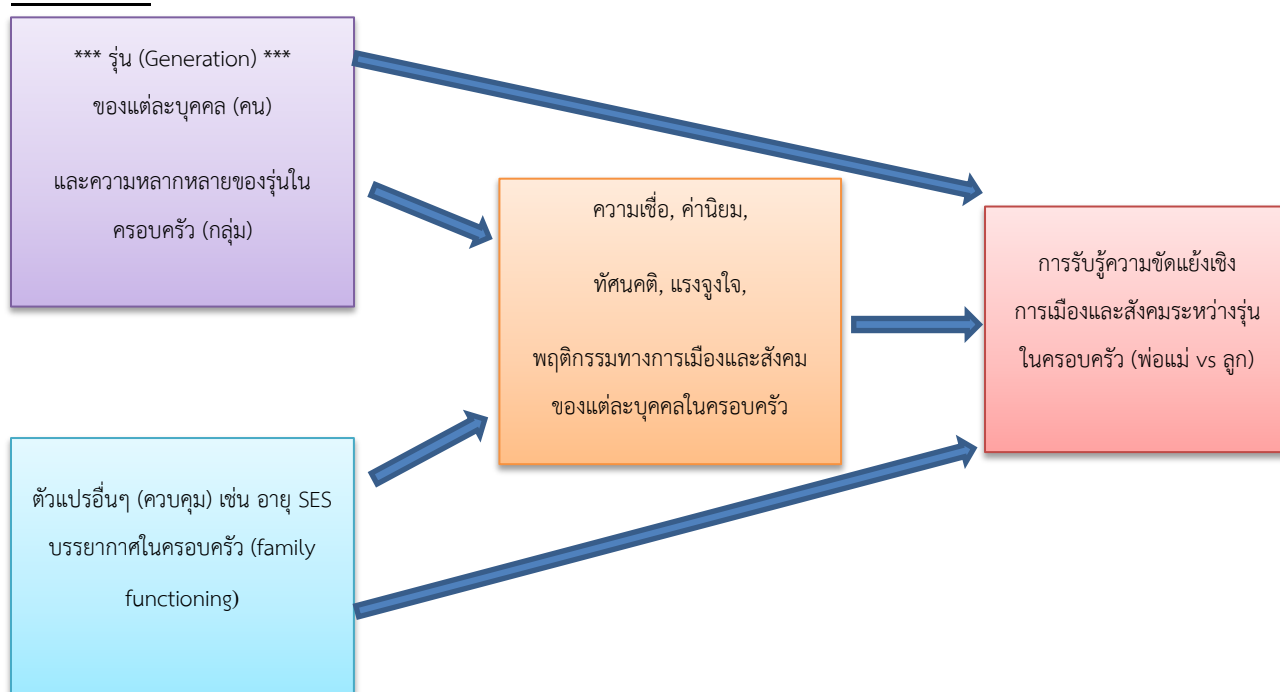 *** รุ่น (Generation) ***
ของแต่ละบุคคล (คน)
และความหลากหลายของรุ่นใน
ครอบครัว (กลุ่ม)
ความเชื่อ, ค่านิยม,
ทัศนคติ, แรงจูงใจ,
พฤติกรรมทางการเมืองและสังคม
ของแต่ละบุคคลในครอบครัว
การรับรู้ความขัดแย้งเชิง
การเมืองและสังคมระหว่างรุ่น
ในครอบครัว (พ่อแม่ vs ลูก)
ตัวแปรอื่นๆ (ควบคุม) เช่น อายุ SES
บรรยากาศในครอบครัว (family
functioning)